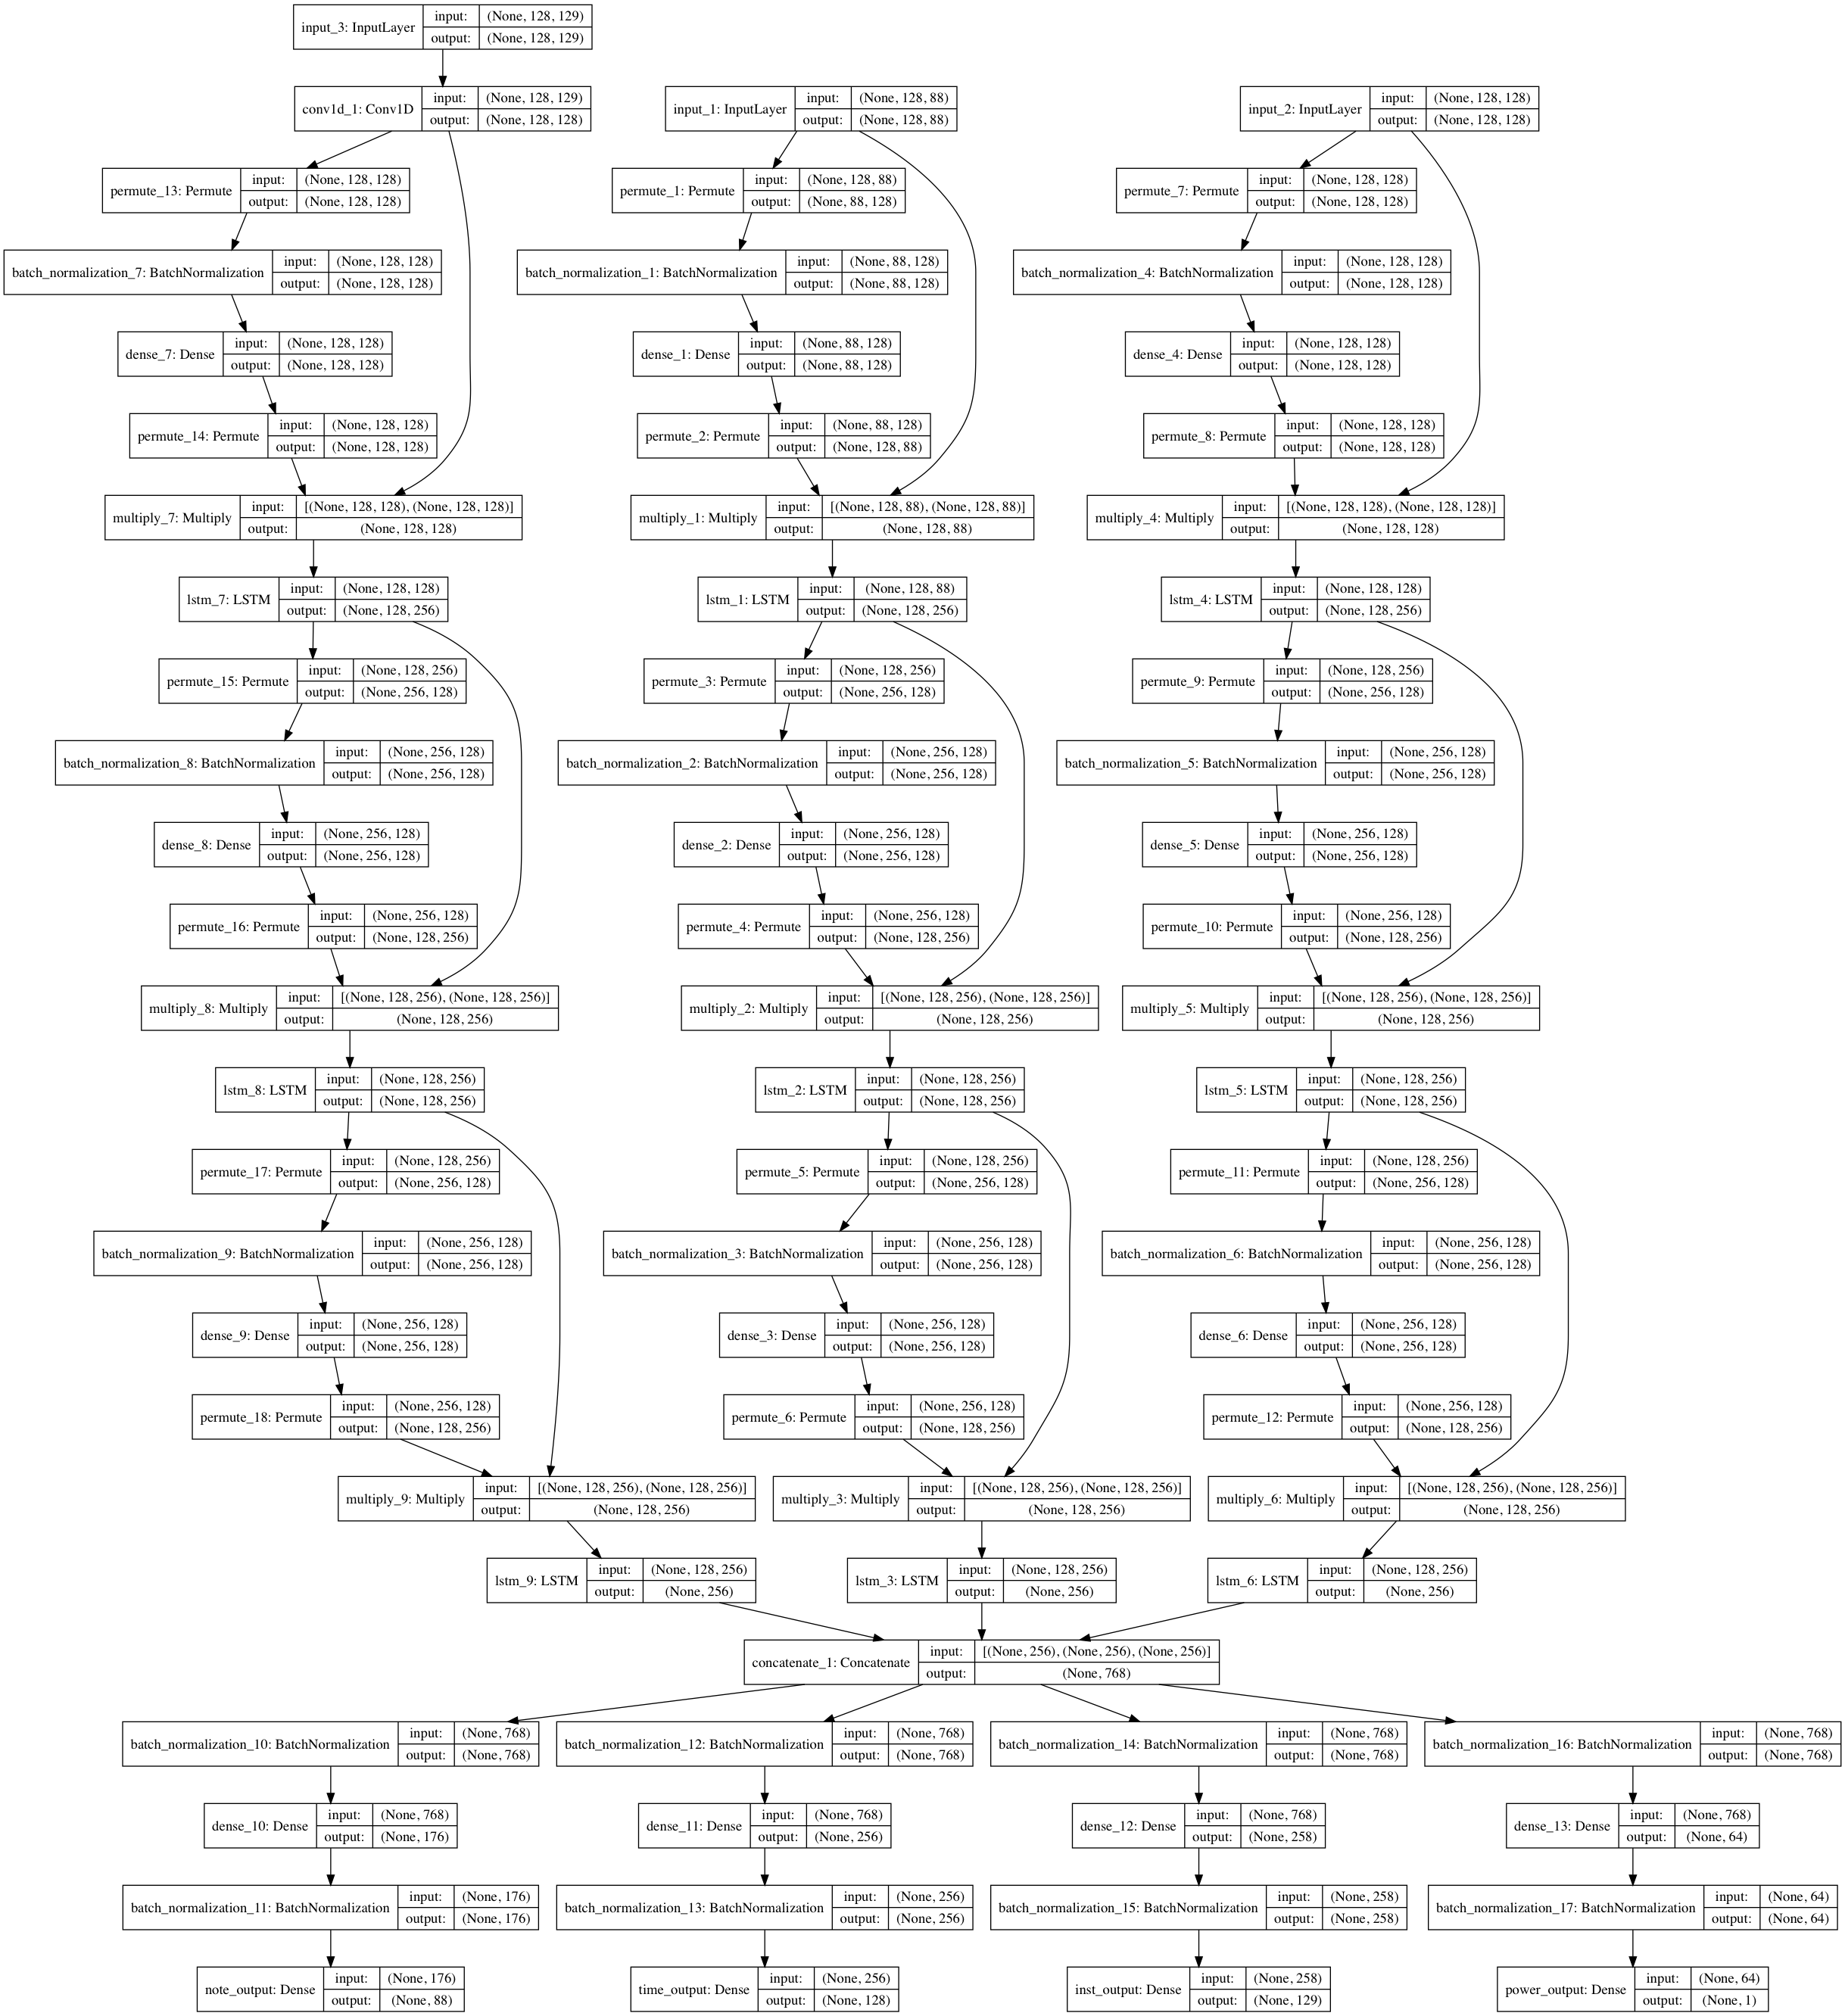 input_3: InputLayer
input: (None, 128, 129)
output: (None, 128, 129)
conv1d_1: Conv1D
input: (None, 128, 129)
output: (None, 128, 128)
input_1: InputLayer
input: (None, 128, 88)
output: (None, 128, 88)
input_2: InputLayer
input: (None, 128, 128)
output: (None, 128, 128)
permute_13: Permute
input: (None, 128, 128)
output: (None, 128, 128)
permute_1: Permute
input: (None, 128, 88)
output: (None, 88, 128)
permute_7: Permute
input: (None, 128, 128)
output: (None, 128, 128)
batch_normalization_7: BatchNormalization
input: (None, 128, 128)
output: (None, 128, 128)
batch_normalization_1: BatchNormalization
input: (None, 88, 128)
output: (None, 88, 128)
batch_normalization_4: BatchNormalization
input: (None, 128, 128)
output: (None, 128, 128)
dense_7: Dense
input: (None, 128, 128)
output: (None, 128, 128)
dense_1: Dense
input: (None, 88, 128)
output: (None, 88, 128)
dense_4: Dense
input: (None, 128, 128)
output: (None, 128, 128)
permute_14: Permute
input: (None, 128, 128)
output: (None, 128, 128)
permute_2: Permute
input: (None, 88, 128)
output: (None, 128, 88)
permute_8: Permute
input: (None, 128, 128)
output: (None, 128, 128)
multiply_7: Multiply
input: [(None, 128, 128), (None, 128, 128)]
output: (None, 128, 128)
multiply_1: Multiply
input: [(None, 128, 88), (None, 128, 88)]
output: (None, 128, 88)
multiply_4: Multiply
input: [(None, 128, 128), (None, 128, 128)]
output: (None, 128, 128)
lstm_7: LSTM
input: (None, 128, 128)
output: (None, 128, 256)
lstm_1: LSTM
input: (None, 128, 88)
output: (None, 128, 256)
lstm_4: LSTM
input: (None, 128, 128)
output: (None, 128, 256)
permute_15: Permute
input: (None, 128, 256)
output: (None, 256, 128)
permute_3: Permute
input: (None, 128, 256)
output: (None, 256, 128)
permute_9: Permute
input: (None, 128, 256)
output: (None, 256, 128)
batch_normalization_8: BatchNormalization
input: (None, 256, 128)
output: (None, 256, 128)
batch_normalization_2: BatchNormalization
input: (None, 256, 128)
output: (None, 256, 128)
batch_normalization_5: BatchNormalization
input: (None, 256, 128)
output: (None, 256, 128)
dense_8: Dense
input: (None, 256, 128)
output: (None, 256, 128)
dense_2: Dense
input: (None, 256, 128)
output: (None, 256, 128)
dense_5: Dense
input: (None, 256, 128)
output: (None, 256, 128)
permute_16: Permute
input: (None, 256, 128)
output: (None, 128, 256)
permute_4: Permute
input: (None, 256, 128)
output: (None, 128, 256)
permute_10: Permute
input: (None, 256, 128)
output: (None, 128, 256)
multiply_8: Multiply
input: [(None, 128, 256), (None, 128, 256)]
output: (None, 128, 256)
multiply_2: Multiply
input: [(None, 128, 256), (None, 128, 256)]
output: (None, 128, 256)
multiply_5: Multiply
input: [(None, 128, 256), (None, 128, 256)]
output: (None, 128, 256)
lstm_8: LSTM
input: (None, 128, 256)
output: (None, 128, 256)
lstm_2: LSTM
input: (None, 128, 256)
output: (None, 128, 256)
lstm_5: LSTM
input: (None, 128, 256)
output: (None, 128, 256)
permute_17: Permute
input: (None, 128, 256)
output: (None, 256, 128)
permute_5: Permute
input: (None, 128, 256)
output: (None, 256, 128)
permute_11: Permute
input: (None, 128, 256)
output: (None, 256, 128)
batch_normalization_9: BatchNormalization
input: (None, 256, 128)
output: (None, 256, 128)
batch_normalization_3: BatchNormalization
input: (None, 256, 128)
output: (None, 256, 128)
batch_normalization_6: BatchNormalization
input: (None, 256, 128)
output: (None, 256, 128)
dense_9: Dense
input: (None, 256, 128)
output: (None, 256, 128)
dense_3: Dense
input: (None, 256, 128)
output: (None, 256, 128)
dense_6: Dense
input: (None, 256, 128)
output: (None, 256, 128)
permute_18: Permute
input: (None, 256, 128)
output: (None, 128, 256)
permute_6: Permute
input: (None, 256, 128)
output: (None, 128, 256)
permute_12: Permute
input: (None, 256, 128)
output: (None, 128, 256)
multiply_9: Multiply
input: [(None, 128, 256), (None, 128, 256)]
output: (None, 128, 256)
multiply_3: Multiply
input: [(None, 128, 256), (None, 128, 256)]
output: (None, 128, 256)
multiply_6: Multiply
input: [(None, 128, 256), (None, 128, 256)]
output: (None, 128, 256)
lstm_9: LSTM
input: (None, 128, 256)
output: (None, 256)
lstm_3: LSTM
input: (None, 128, 256)
output: (None, 256)
lstm_6: LSTM
input: (None, 128, 256)
output: (None, 256)
concatenate_1: Concatenate
input: [(None, 256), (None, 256), (None, 256)]
output: (None, 768)
batch_normalization_10: BatchNormalization
input: (None, 768)
output: (None, 768)
batch_normalization_12: BatchNormalization
input: (None, 768)
output: (None, 768)
batch_normalization_14: BatchNormalization
input: (None, 768)
output: (None, 768)
batch_normalization_16: BatchNormalization
input: (None, 768)
output: (None, 768)
dense_10: Dense
input: (None, 768)
output: (None, 176)
dense_11: Dense
input: (None, 768)
output: (None, 256)
dense_12: Dense
input: (None, 768)
output: (None, 258)
dense_13: Dense
input: (None, 768)
output: (None, 64)
batch_normalization_11: BatchNormalization
input: (None, 176)
output: (None, 176)
batch_normalization_13: BatchNormalization
input: (None, 256)
output: (None, 256)
batch_normalization_15: BatchNormalization
input: (None, 258)
output: (None, 258)
batch_normalization_17: BatchNormalization
input: (None, 64)
output: (None, 64)
note_output: Dense
input: (None, 176)
output: (None, 88)
time_output: Dense
input: (None, 256)
output: (None, 128)
inst_output: Dense
input: (None, 258)
output: (None, 129)
power_output: Dense
input: (None, 64)
output: (None, 1)